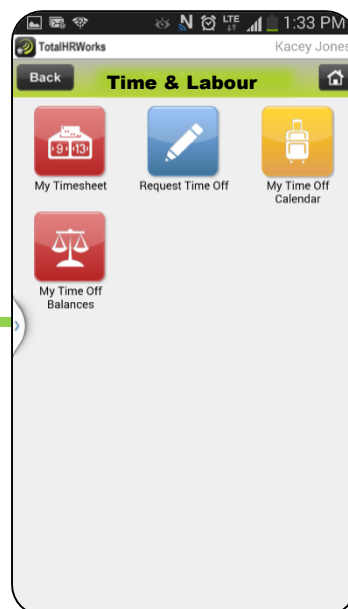 LTE
1:33 PM
TotalHRWorks
Kacey Jones
Back
Time & Labour
9 13
My Timesheet
Request Time Off
My Time Off
Calendar
My Time Off
Balances